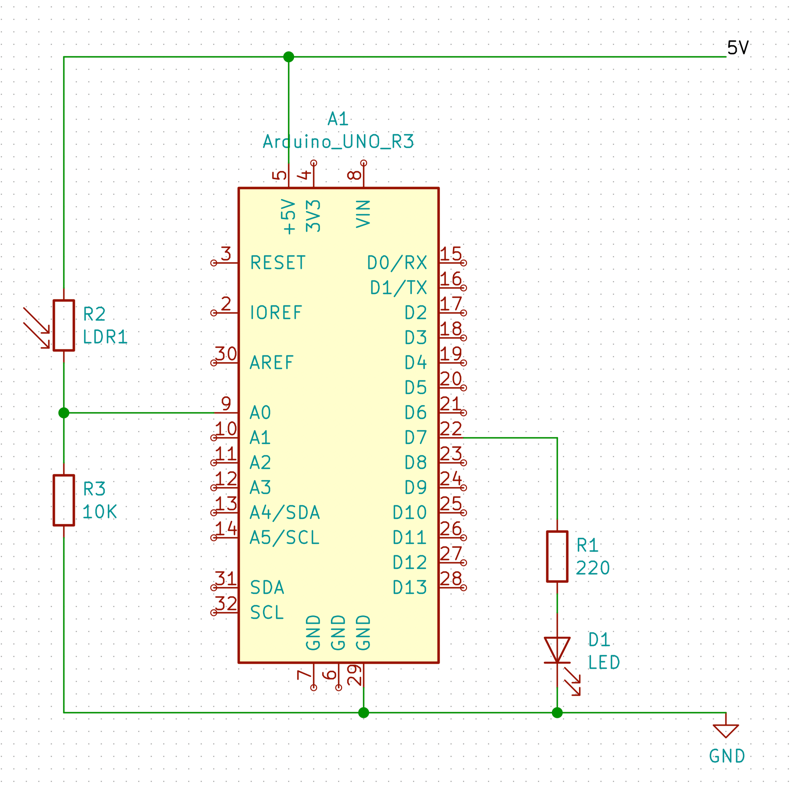 5V
A1
Arduino_UNO_R3
5 4 8
+5V 3V3 VIN
3 RESET D0/RX 15
D1/TX 16
2 IOREF D2 17
D3 18
30 AREF D4 19
D5 20
9 A0 D6 21
10 A1 D7 22
11 A2 D8 23
12 A3 D9 24
13 A4/SDA D10 25
14 A5/SCL D11 26
D12 27
31 SDA D13 28
32 SCL
GND GND GND
7 6 29
R2
LDR1
R3
10K
R1
220
D1
LED
GND